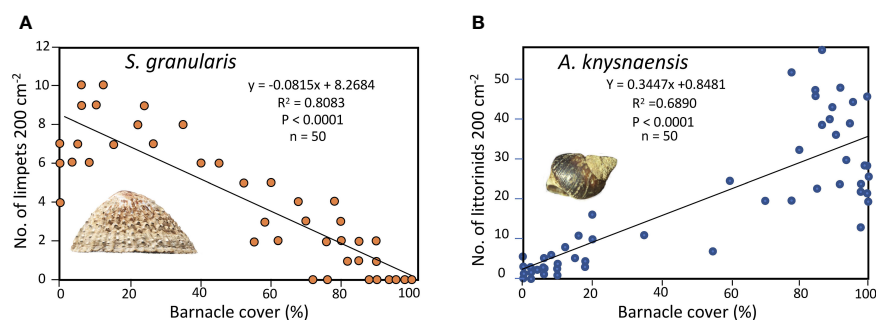 A
S. granularis
y = -0.0815x + 8.2684
R² = 0.8083
P < 0.0001
n = 50
No. of limpets 200 cm⁻²
12
10
8
6
4
2
0
0 20 40 60 80 100
Barnacle cover (%)
B
A. knysnaensis
Y = 0.3447x +0.8481
R² =0.6890
P < 0.0001
n = 50
No. of littorinids 200 cm⁻²
50
40
30
20
10
0
0 20 40 60 80 100
Barnacle cover (%)